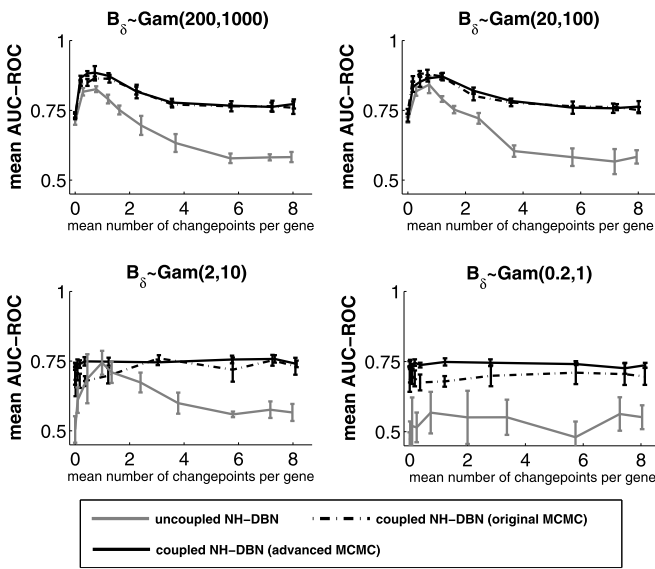 B_δ~Gam(200,1000)
mean AUC−ROC
1
0.75
0.5
0 2 4 6 8
mean number of changepoints per gene
B_δ~Gam(20,100)
mean AUC−ROC
1
0.75
0.5
0 2 4 6 8
mean number of changepoints per gene
B_δ~Gam(2,10)
mean AUC−ROC
1
0.75
0.5
0 2 4 6 8
mean number of changepoints per gene
B_δ~Gam(0.2,1)
mean AUC−ROC
1
0.75
0.5
0 2 4 6 8
mean number of changepoints per gene
uncoupled NH−DBN
coupled NH−DBN (original MCMC)
coupled NH−DBN (advanced MCMC)